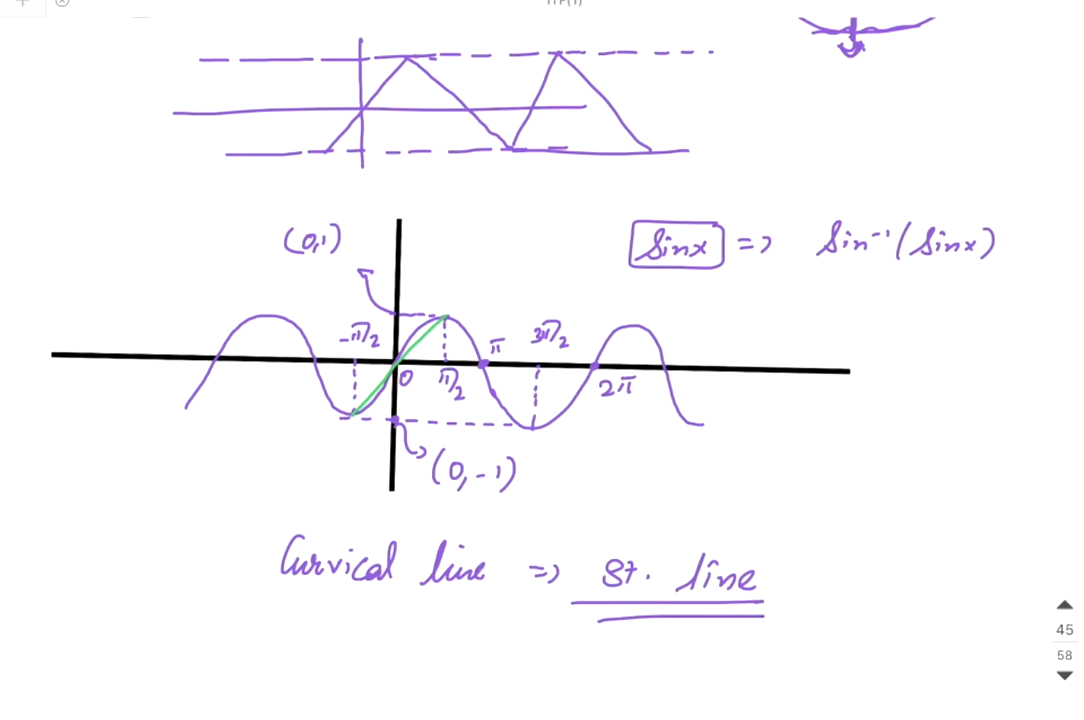 (0,1)
Sinx => Sin⁻¹(Sinx)
-π/2
π
3π/2
0
π/2
2π
(0,-1)
Curvical line => St. line
45
58